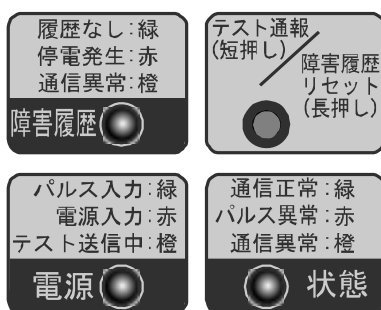 履歴なし:緑
停電発生:赤
通信異常:橙
障害履歴
テスト通報
(短押し)
障害履歴
リセット
(長押し)
パルス入力:緑
電源入力:赤
テスト送信中:橙
電源
通信正常:緑
パルス異常:赤
通信異常:橙
状態